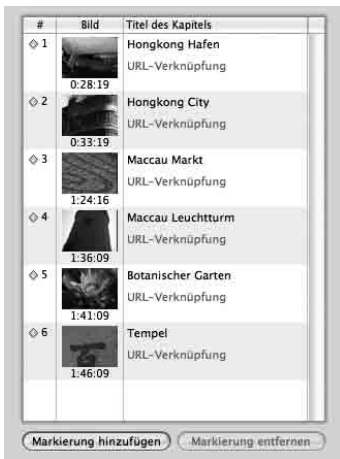 # Bild Titel des Kapitels
1 Hongkong Hafen
URL-Verknüpfung
0:28:19
2 Hongkong City
URL-Verknüpfung
0:33:19
3 Maccau Markt
URL-Verknüpfung
1:24:16
4 Maccau Leuchtturm
URL-Verknüpfung
1:36:09
5 Botanischer Garten
URL-Verknüpfung
1:41:09
6 Tempel
URL-Verknüpfung
1:46:09
Markierung hinzufügen Markierung entfernen